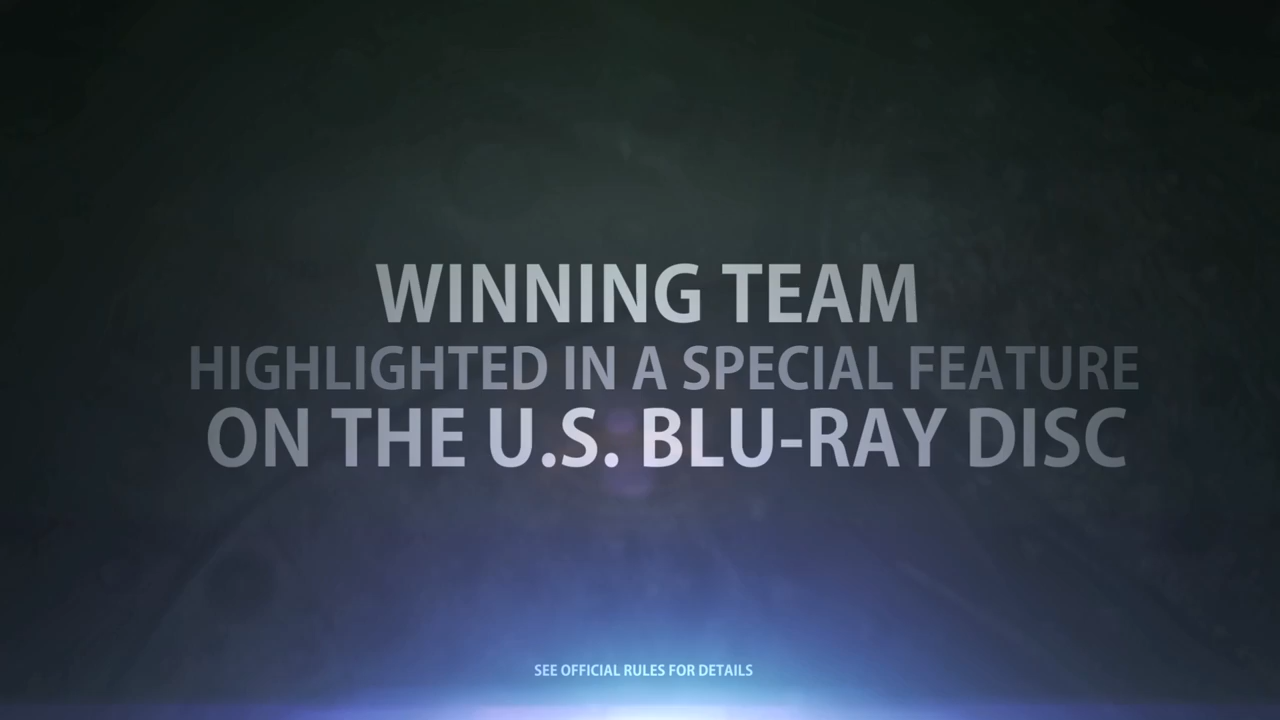 WINNING TEAM
HIGHLIGHTED IN A SPECIAL FEATURE
ON THE U.S. BLU-RAY DISC
SEE OFFICIAL RULES FOR DETAILS